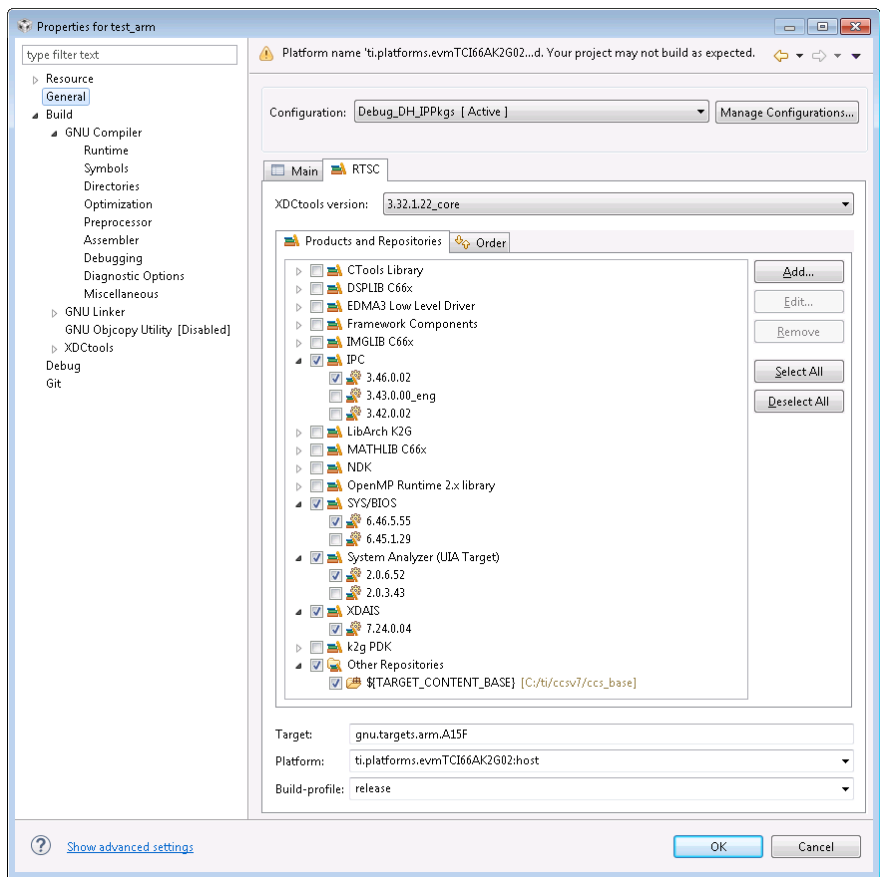 Properties for test_arm
type filter text
Platform name 'ti.platforms.evmTCI66AK2G02...d. Your project may not build as expected.
Resource
General
Build
GNU Compiler
Runtime
Symbols
Directories
Optimization
Preprocessor
Assembler
Debugging
Diagnostic Options
Miscellaneous
GNU Linker
GNU Objcopy Utility [Disabled]
XDCtools
Debug
Git
Configuration: Debug_DH_IPPkgs [ Active ] Manage Configurations...
Main RTSC
XDCtools version: 3.32.1.22_core
Products and Repositories Order
CTools Library
DSPLIB C66x
EDMA3 Low Level Driver
Framework Components
IMGLIB C66x
IPC
3.46.0.02
3.43.0.00_eng
3.42.0.02
LibArch K2G
MATHLIB C66x
NDK
OpenMP Runtime 2.x library
SYS/BIOS
6.46.5.55
6.45.1.29
System Analyzer (UIA Target)
2.0.6.52
2.0.3.43
XDAIS
7.24.0.04
k2g PDK
Other Repositories
${TARGET_CONTENT_BASE} [C:/ti/ccsv7/ccs_base]
Add...
Edit...
Remove
Select All
Deselect All
Target: gnu.targets.arm.A15F
Platform: ti.platforms.evmTCI66AK2G02:host
Build-profile: release
? Show advanced settings OK Cancel